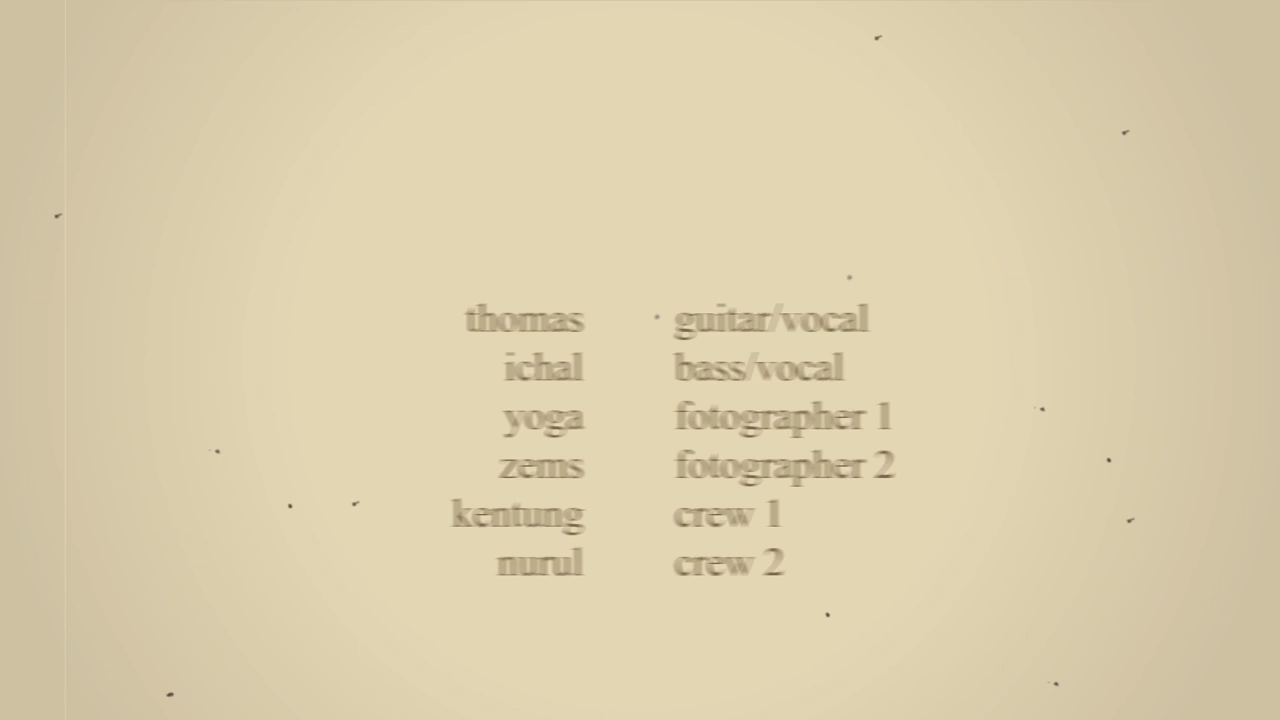 thomas guitar/vocal
ichal bass/vocal
yoga fotographer 1
zems fotographer 2
kentung crew 1
nurul crew 2